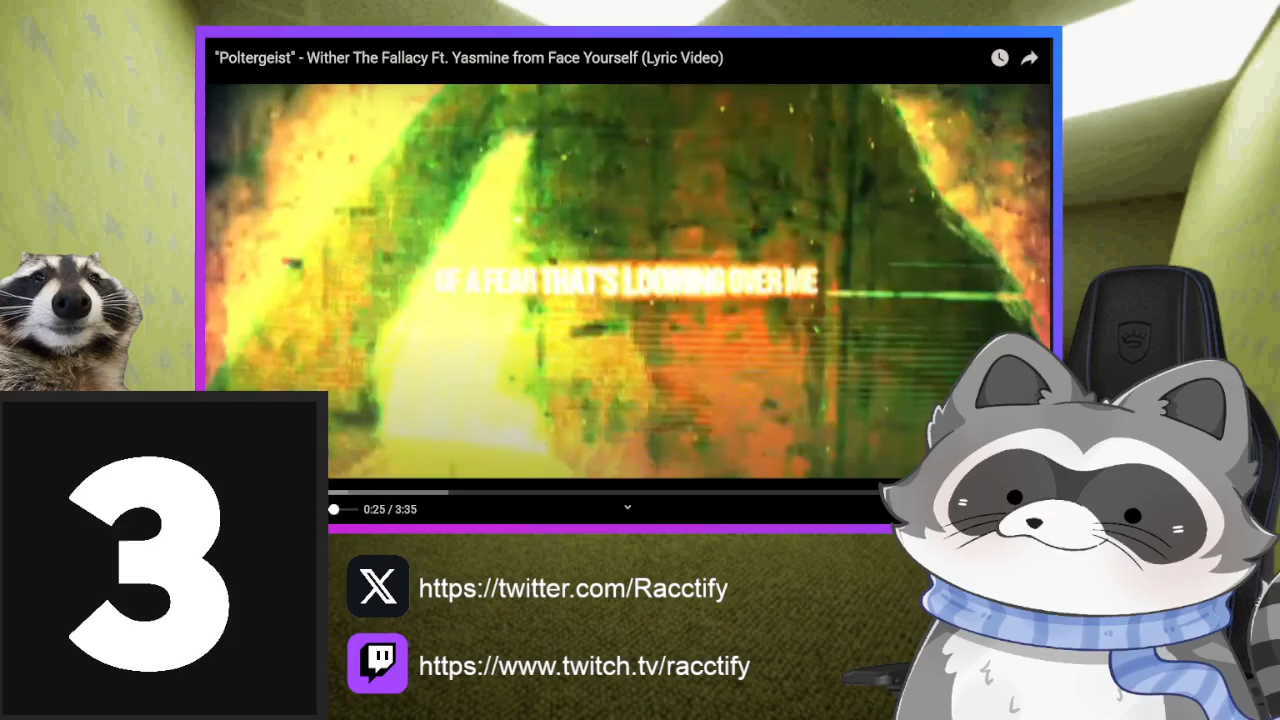 "Poltergeist" - Wither The Fallacy Ft. Yasmine from Face Yourself (Lyric Video)
OF A FEAR THAT'S LOOMING OVER ME
0:25 / 3:35
3
https://twitter.com/Racctify
https://www.twitch.tv/racctify